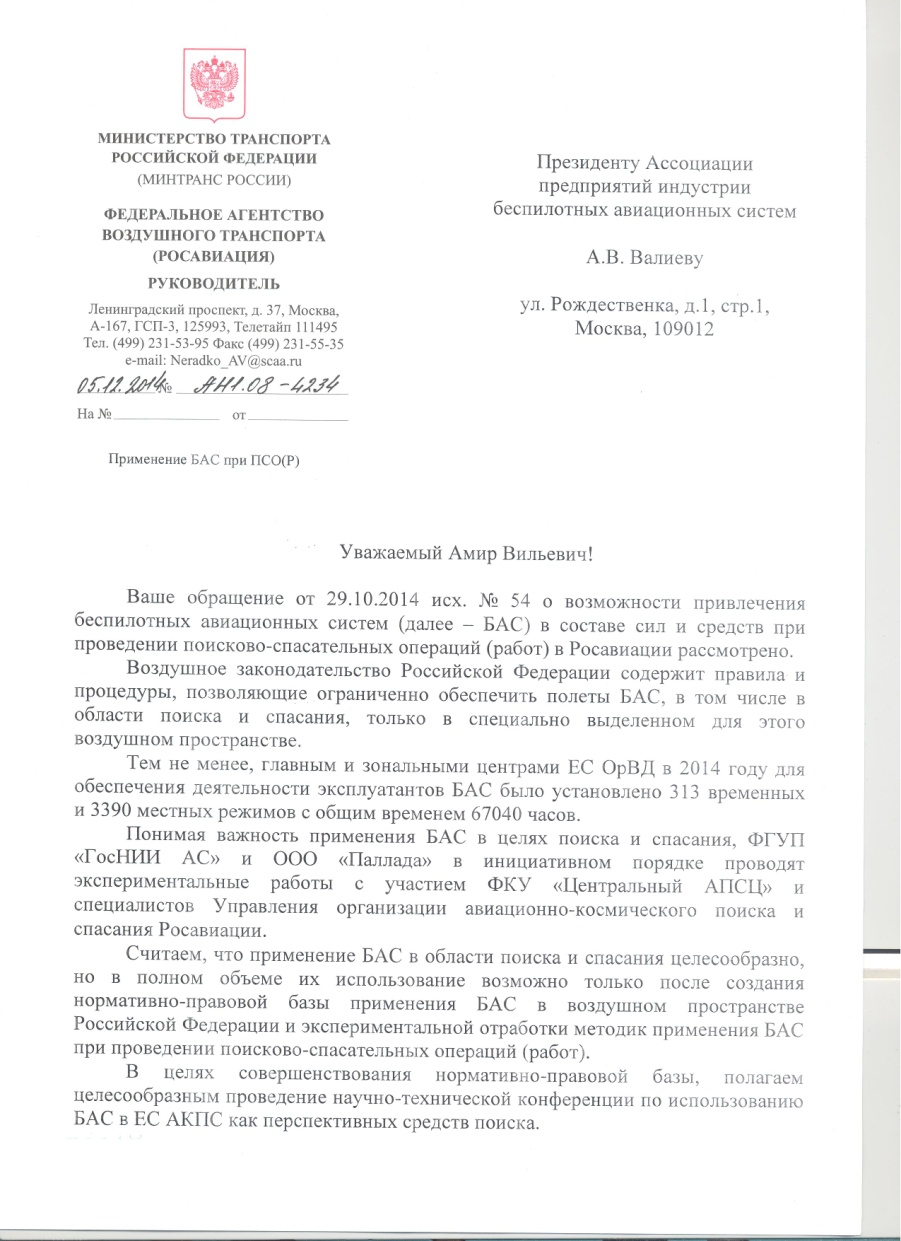 МИНИСТЕРСТВО ТРАНСПОРТА
РОССИЙСКОЙ ФЕДЕРАЦИИ
(МИНТРАНС РОССИИ)
ФЕДЕРАЛЬНОЕ АГЕНТСТВО
ВОЗДУШНОГО ТРАНСПОРТА
(РОСАВИАЦИЯ)
РУКОВОДИТЕЛЬ
Ленинградский проспект, д. 37, Москва,
А-167, ГСП-3, 125993, Телетайп 111495
Тел. (499) 231-53-95 Факс (499) 231-55-35
e-mail: Neradko_AV@scaa.ru
05.12.2014 № АН1.08-4234
На № от
Применение БАС при ПСО(Р)
Президенту Ассоциации
предприятий индустрии
беспилотных авиационных систем
А.В. Валиеву
ул. Рождественка, д.1, стр.1,
Москва, 109012
Уважаемый Амир Вильевич!
Ваше обращение от 29.10.2014 исх. № 54 о возможности привлечения
беспилотных авиационных систем (далее – БАС) в составе сил и средств при
проведении поисково-спасательных операций (работ) в Росавиации рассмотрено.
Воздушное законодательство Российской Федерации содержит правила и
процедуры, позволяющие ограниченно обеспечить полеты БАС, в том числе в
области поиска и спасания, только в специально выделенном для этого
воздушном пространстве.
Тем не менее, главным и зональными центрами ЕС ОрВД в 2014 году для
обеспечения деятельности эксплуатантов БАС было установлено 313 временных
и 3390 местных режимов с общим временем 67040 часов.
Понимая важность применения БАС в целях поиска и спасания, ФГУП
«ГосНИИ АС» и ООО «Паллада» в инициативном порядке проводят
экспериментальные работы с участием ФКУ «Центральный АПСЦ» и
специалистов Управления организации авиационно-космического поиска и
спасания Росавиации.
Считаем, что применение БАС в области поиска и спасания целесообразно,
но в полном объеме их использование возможно только после создания
нормативно-правовой базы применения БАС в воздушном пространстве
Российской Федерации и экспериментальной отработки методик применения БАС
при проведении поисково-спасательных операций (работ).
В целях совершенствования нормативно-правовой базы, полагаем
целесообразным проведение научно-технической конференции по использованию
БАС в ЕС АКПС как перспективных средств поиска.